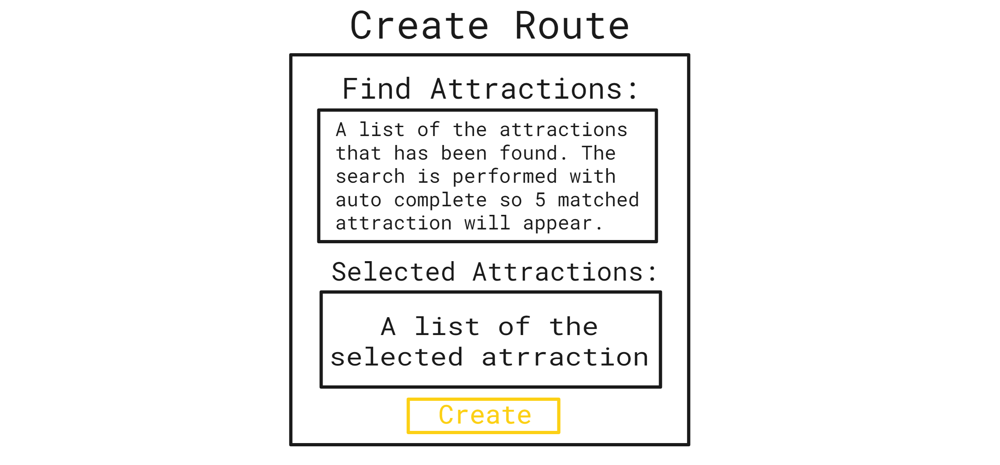 Create Route
Find Attractions:
A list of the attractions
that has been found. The
search is performed with
auto complete so 5 matched
attraction will appear.
Selected Attractions:
A list of the
selected atrraction
Create